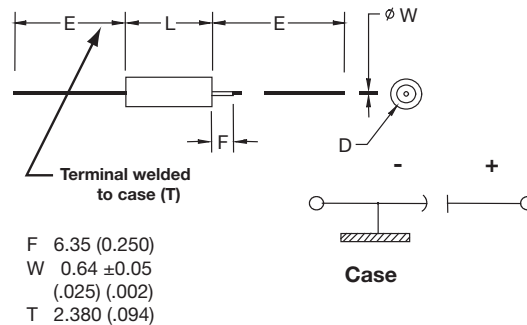 E L E ϕ W
F
D
Terminal welded
to case (T)
- +
Case
F 6.35 (0.250)
W 0.64 ±0.05
(.025) (.002)
T 2.380 (.094)